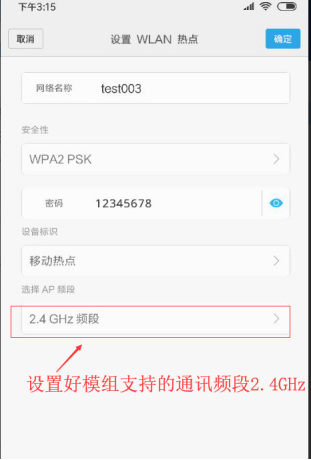 下午3:15
取消 设置 WLAN 热点 确定
网络名称 test003
安全性
WPA2 PSK
密码 12345678
设备标识
移动热点
选择 AP 频段
2.4 GHz 频段
设置好模组支持的通讯频段2.4GHz